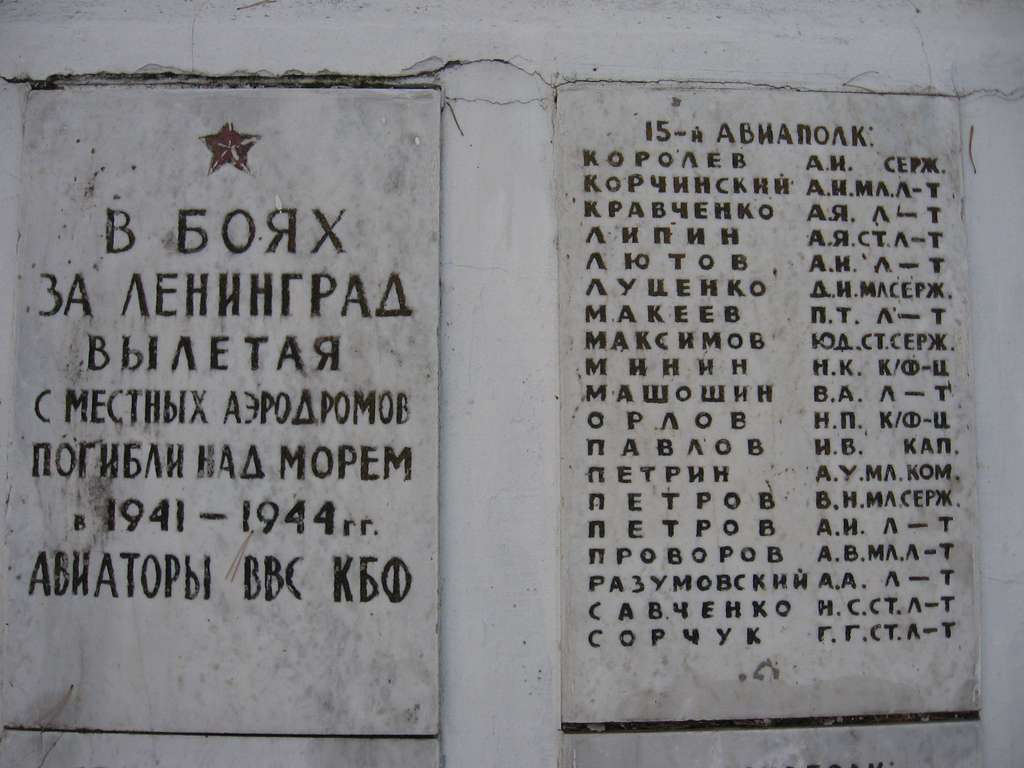 В БОЯХ
ЗА ЛЕНИНГРАД
ВЫЛЕТАЯ
С МЕСТНЫХ АЭРОДРОМОВ
ПОГИБЛИ НАД МОРЕМ
в 1941 – 1944 гг.
АВИАТОРЫ ВВС КБФ
15-й АВИАПОЛК:
КОРОЛЕВ А.И. СЕРЖ.
КОРЧИНСКИЙ А.И. МЛ.Л-Т
КРАВЧЕНКО А.Я. Л-Т
ЛИПИН А.Я. СТ.Л-Т
ЛЮТОВ А.Н. Л-Т
ЛУЦЕНКО Д.И. МЛ.СЕРЖ.
МАКЕЕВ П.Т. Л-Т
МАКСИМОВ Ю.Д. СТ.СЕРЖ.
МИНИН Н.К. К/Ф-Ц
МАШОШИН В.А. Л-Т
ОРЛОВ Н.П. К/Ф-Ц
ПАВЛОВ И.В. КАП.
ПЕТРИН А.У. МЛ.КОМ.
ПЕТРОВ В.Н. МЛ.СЕРЖ.
ПЕТРОВ А.И. Л-Т
ПРОВОРОВ А.В. МЛ.Л-Т
РАЗУМОВСКИЙ А.А. Л-Т
САВЧЕНКО Н.С. СТ.Л-Т
СОРЧУК Г.Г. СТ.Л-Т